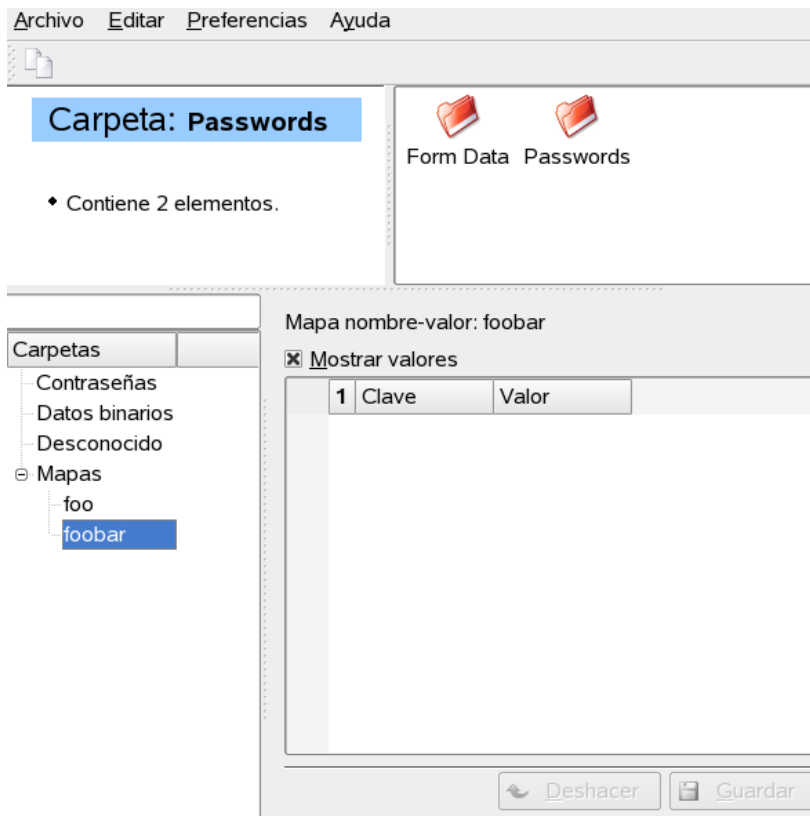 Archivo Editar Preferencias Ayuda
Carpeta: Passwords
Contiene 2 elementos.
Form Data Passwords
Carpetas
Contraseñas
Datos binarios
Desconocido
Mapas
foo
foobar
Mapa nombre-valor: foobar
Mostrar valores
1 Clave Valor
Deshacer Guardar